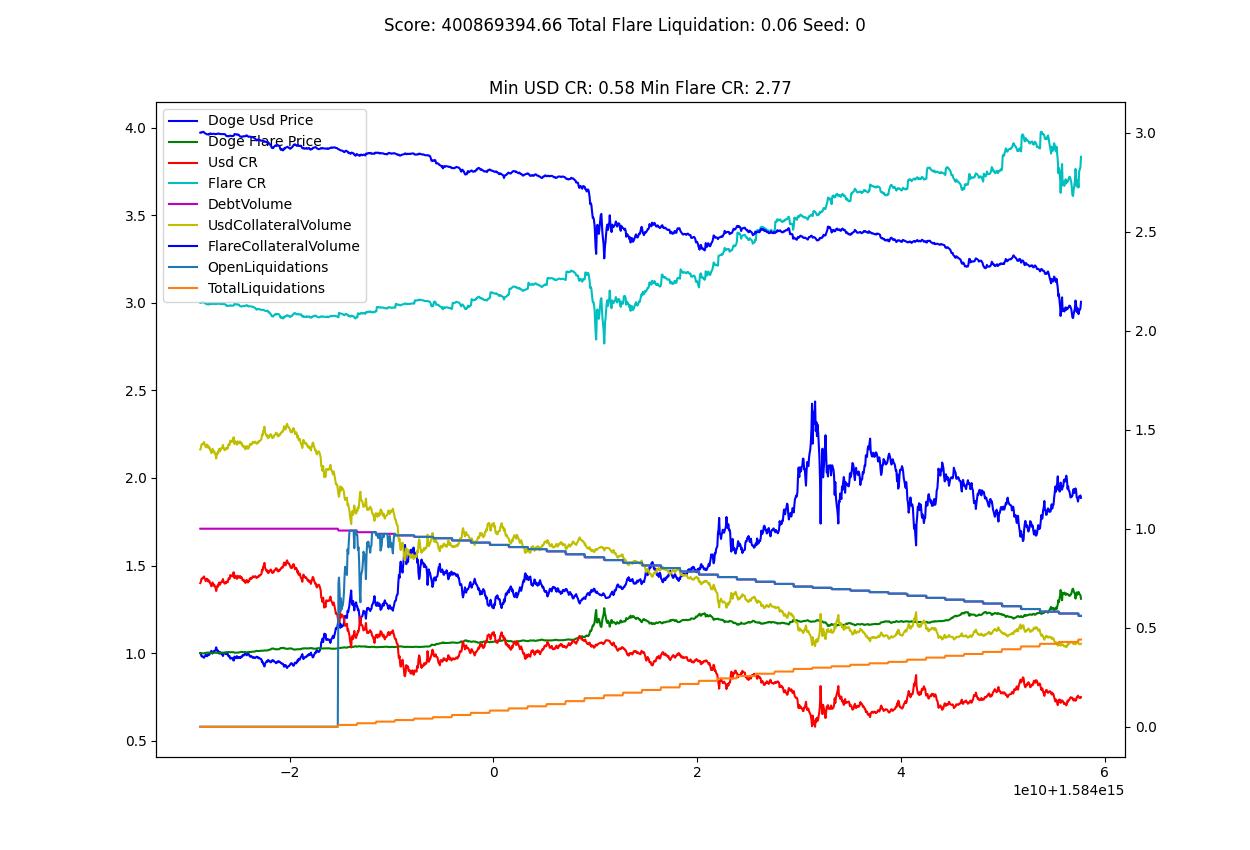 Score: 400869394.66 Total Flare Liquidation: 0.06 Seed: 0
Min USD CR: 0.58 Min Flare CR: 2.77
Doge Usd Price
Doge Flare Price
Usd CR
Flare CR
DebtVolume
UsdCollateralVolume
FlareCollateralVolume
OpenLiquidations
TotalLiquidations
4.0
3.5
3.0
2.5
2.0
1.5
1.0
0.5
3.0
2.5
2.0
1.5
1.0
0.5
0.0
−2 0 2 4 6
1e10+1.584e15